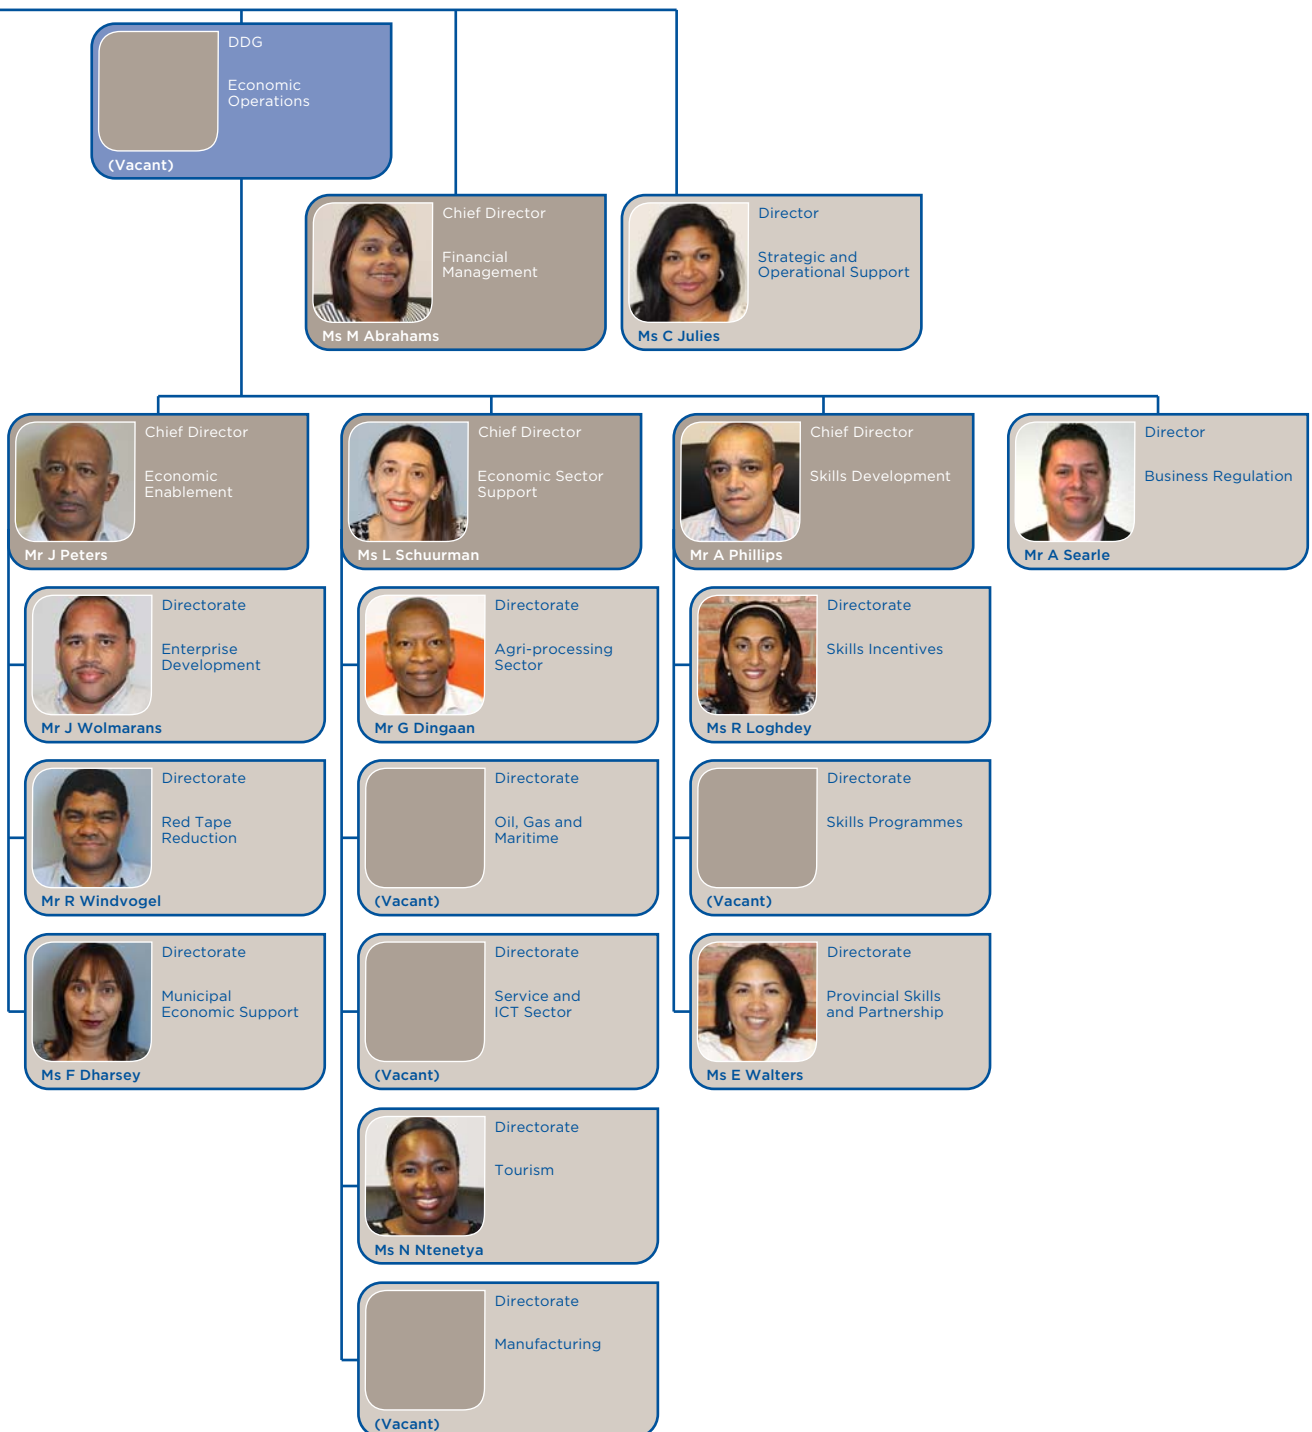 DDG
Economic
Operations
(Vacant)
Chief Director
Financial
Management
Ms M Abrahams
Director
Strategic and
Operational Support
Ms C Julies
Chief Director
Economic
Enablement
Mr J Peters
Chief Director
Economic Sector
Support
Ms L Schuurman
Chief Director
Skills Development
Mr A Phillips
Director
Business Regulation
Mr A Searle
Directorate
Enterprise
Development
Mr J Wolmarans
Directorate
Agri-processing
Sector
Mr G Dingaan
Directorate
Skills Incentives
Ms R Loghdey
Directorate
Red Tape
Reduction
Mr R Windvogel
Directorate
Oil, Gas and
Maritime
(Vacant)
Directorate
Skills Programmes
(Vacant)
Directorate
Municipal
Economic Support
Ms F Dharsey
Directorate
Service and
ICT Sector
(Vacant)
Directorate
Provincial Skills
and Partnership
Ms E Walters
Directorate
Tourism
Ms N Ntenetya
Directorate
Manufacturing
(Vacant)